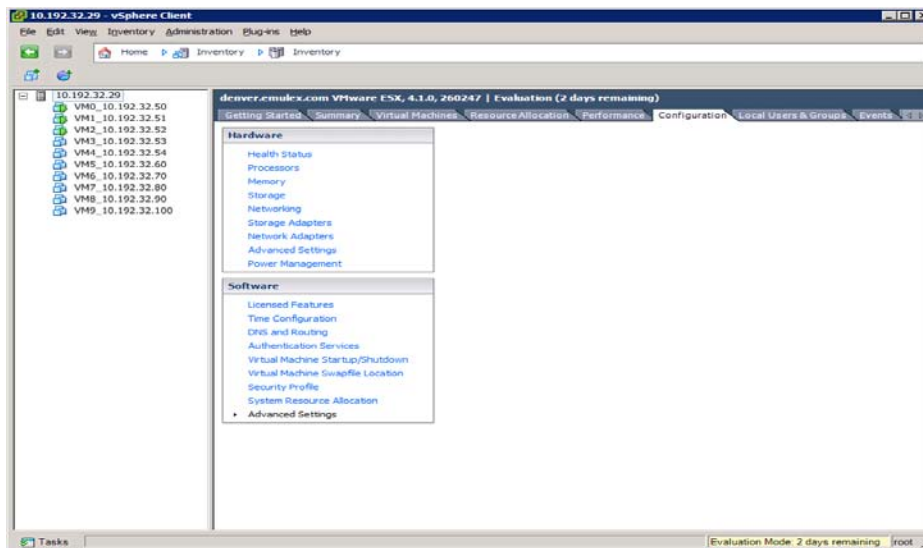 10.192.32.29 - vSphere Client
File Edit View Inventory Administration Plug-ins Help
Home Inventory Inventory
10.192.32.29
VM0_10.192.32.50
VM1_10.192.32.51
VM2_10.192.32.52
VM3_10.192.32.53
VM4_10.192.32.54
VM5_10.192.32.60
VM6_10.192.32.70
VM7_10.192.32.80
VM8_10.192.32.90
VM9_10.192.32.100
denver.emulex.com VMware ESX, 4.1.0, 260247 | Evaluation (2 days remaining)
Getting Started Summary Virtual Machines Resource Allocation Performance Configuration Local Users & Groups Events
Hardware
Health Status
Processors
Memory
Storage
Networking
Storage Adapters
Network Adapters
Advanced Settings
Power Management
Software
Licensed Features
Time Configuration
DNS and Routing
Authentication Services
Virtual Machine Startup/Shutdown
Virtual Machine Swapfile Location
Security Profile
System Resource Allocation
Advanced Settings
Tasks Evaluation Mode: 2 days remaining root